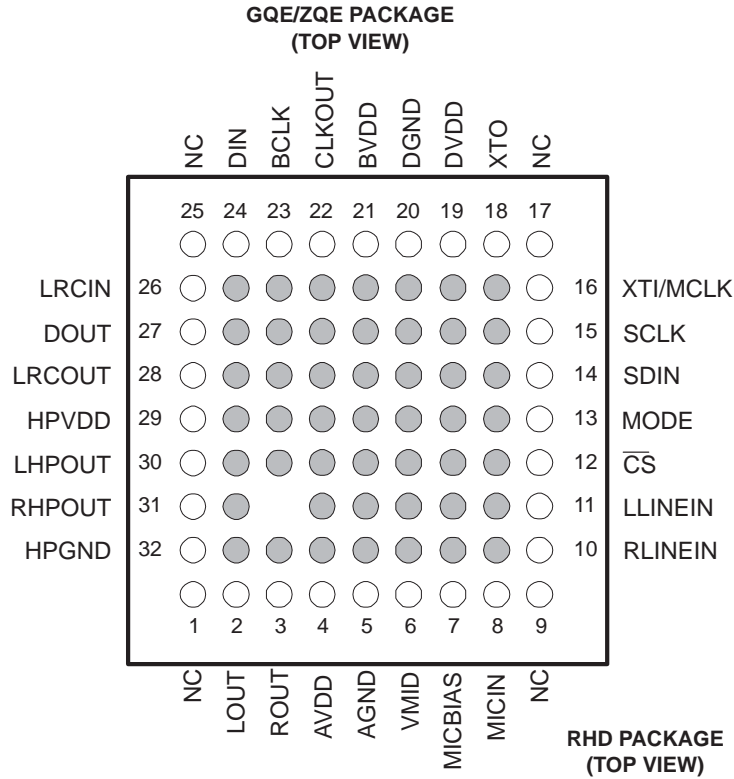 GQE/ZQE PACKAGE
(TOP VIEW)
NC
DIN
BCLK
CLKOUT
BVDD
DGND
DVDD
XTO
NC
25 24 23 22 21 20 19 18 17
LRCIN 26 16 XTI/MCLK
DOUT 27 15 SCLK
LRCOUT 28 14 SDIN
HPVDD 29 13 MODE
LHPOUT 30 12 C̅S̅
RHPOUT 31 11 LLINEIN
HPGND 32 10 RLINEIN
1 2 3 4 5 6 7 8 9
NC
LOUT
ROUT
AVDD
AGND
VMID
MICBIAS
MICIN
NC
RHD PACKAGE
(TOP VIEW)